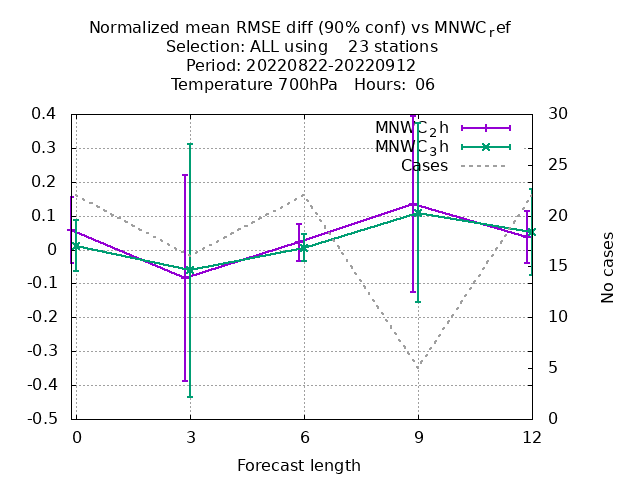 Normalized mean RMSE diff (90% conf) vs MNWC_ref
Selection: ALL using 23 stations
Period: 20220822-20220912
Temperature 700hPa Hours: 06
MNWC_2h
MNWC_3h
Cases
0.4
0.3
0.2
0.1
0
-0.1
-0.2
-0.3
-0.4
-0.5
30
25
20
15
10
5
0
No cases
0 3 6 9 12
Forecast length